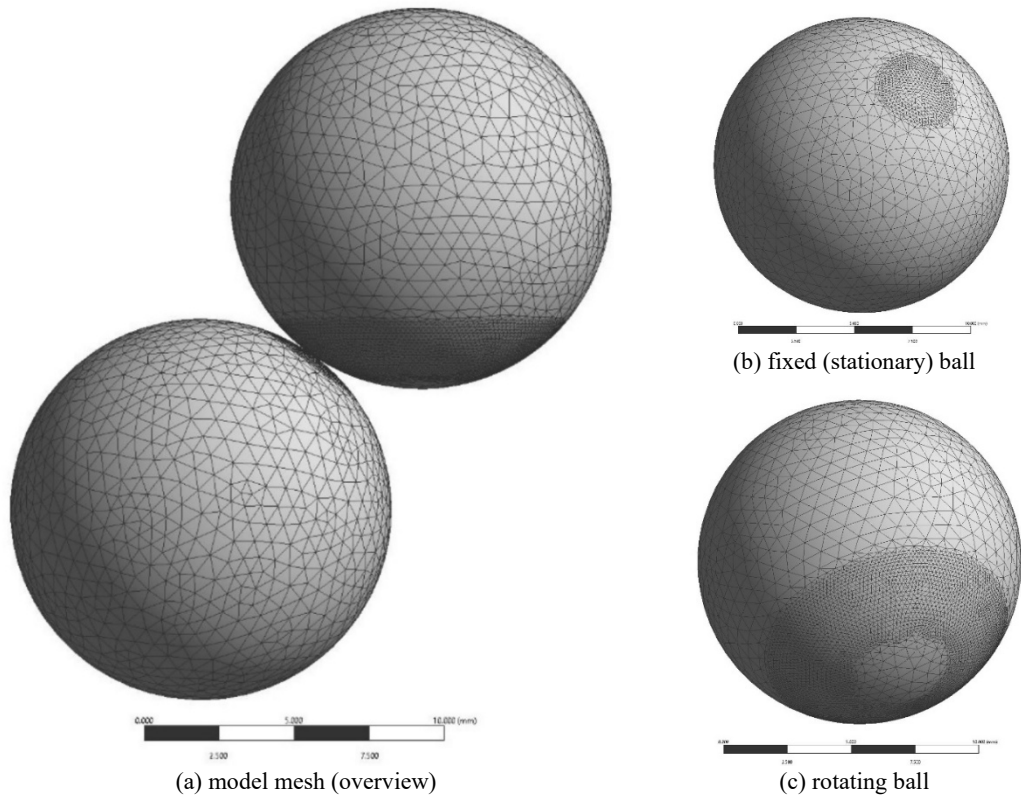 0.000 5.000 10.000 (mm)
2.500 7.500
(a) model mesh (overview)
(b) fixed (stationary) ball
(c) rotating ball